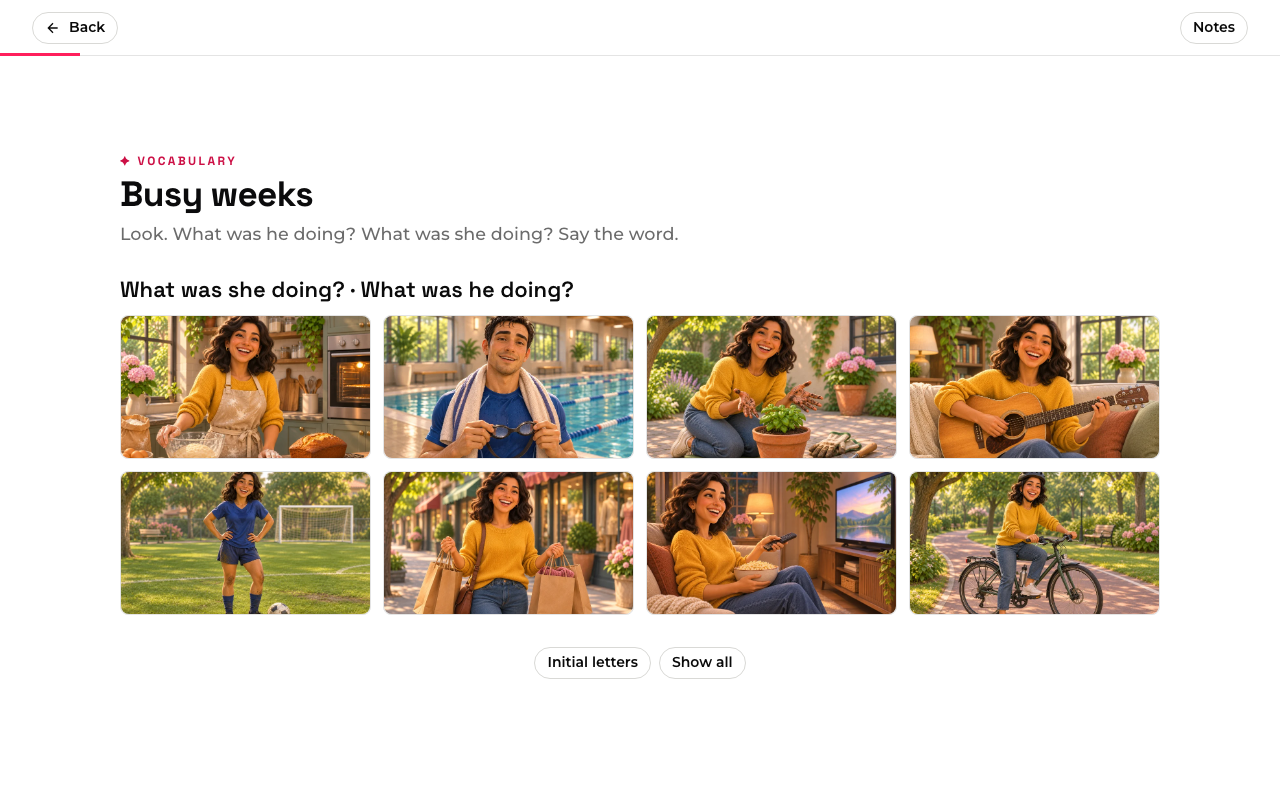 Back
Notes
VOCABULARY
Busy weeks
Look. What was he doing? What was she doing? Say the word.
What was she doing? · What was he doing?
Initial letters
Show all